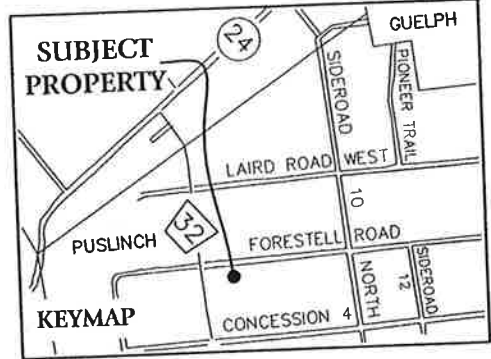 SUBJECT
PROPERTY
24
GUELPH
SIDEROAD
PIONEER TRAIL
LAIRD ROAD WEST
10
32
PUSLINCH
FORESTELL ROAD
NORTH
12
SIDEROAD
KEYMAP
CONCESSION 4